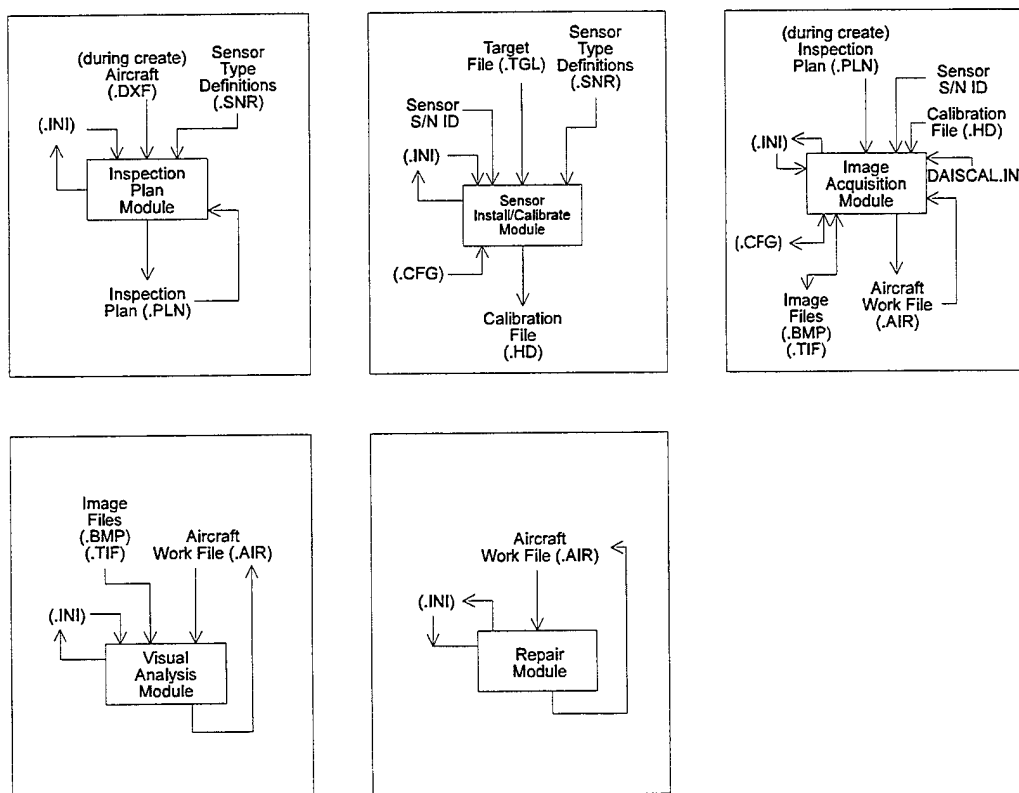 (during create)
Aircraft
(.DXF)
Sensor
Type
Definitions
(.SNR)
(.INI)
Inspection
Plan
Module
Inspection
Plan (.PLN)
Target
File (.TGL)
Sensor
Type
Definitions
(.SNR)
Sensor
S/N ID
(.INI)
Sensor
Install/Calibrate
Module
(.CFG)
Calibration
File
(.HD)
(during create)
Inspection
Plan (.PLN)
Sensor
S/N ID
Calibration
File (.HD)
(.INI)
Image
Acquisition
Module
DAISCAL.IN
(.CFG)
Image
Files
(.BMP)
(.TIF)
Aircraft
Work File
(.AIR)
Image
Files
(.BMP)
(.TIF)
Aircraft
Work File (.AIR)
(.INI)
Visual
Analysis
Module
Aircraft
Work File (.AIR)
(.INI)
Repair
Module